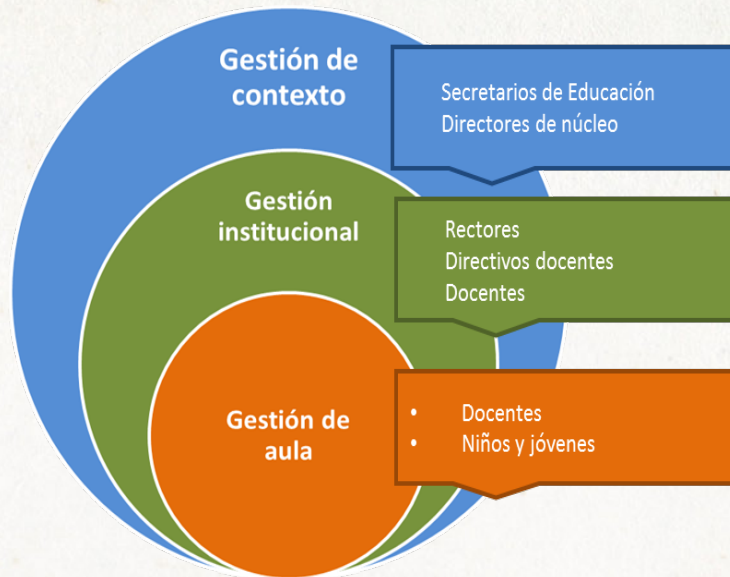 Gestión de
contexto
Secretarios de Educación
Directores de núcleo
Gestión
institucional
Rectores
Directivos docentes
Docentes
Gestión de
aula
• Docentes
• Niños y jóvenes